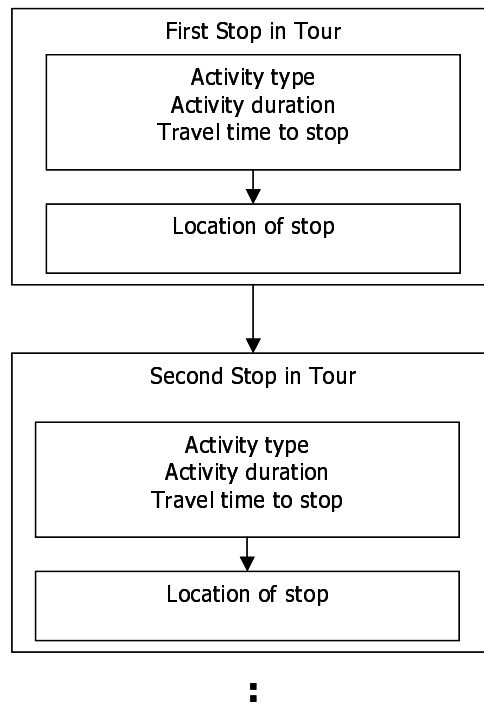 First Stop in Tour
Activity type
Activity duration
Travel time to stop
Location of stop
Second Stop in Tour
Activity type
Activity duration
Travel time to stop
Location of stop
: